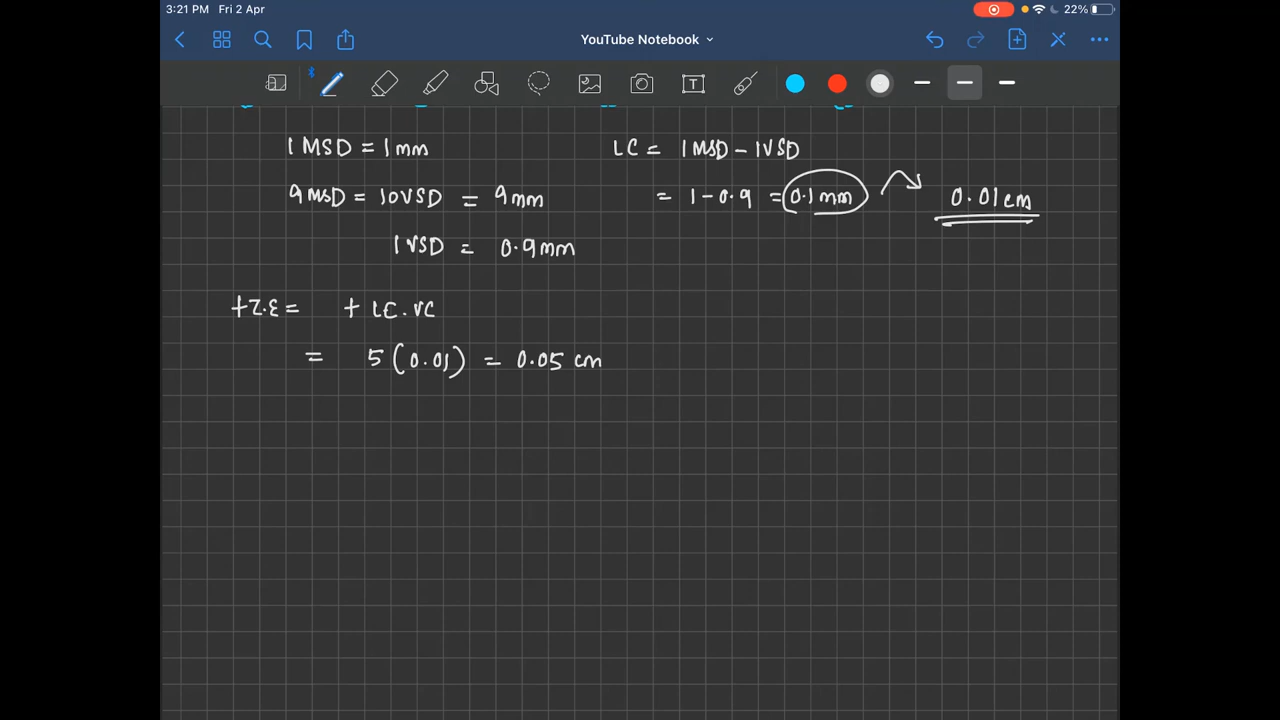 3:21 PM Fri 2 Apr
22%
YouTube Notebook
T
1 MSD = 1 mm
LC = 1 MSD - 1 VSD
9 MSD = 10 VSD = 9 mm
= 1 - 0.9 = 0.1 mm
0.01 cm
1 VSD = 0.9 mm
+Z.E = + LC. VC
= 5 (0.01) = 0.05 cm